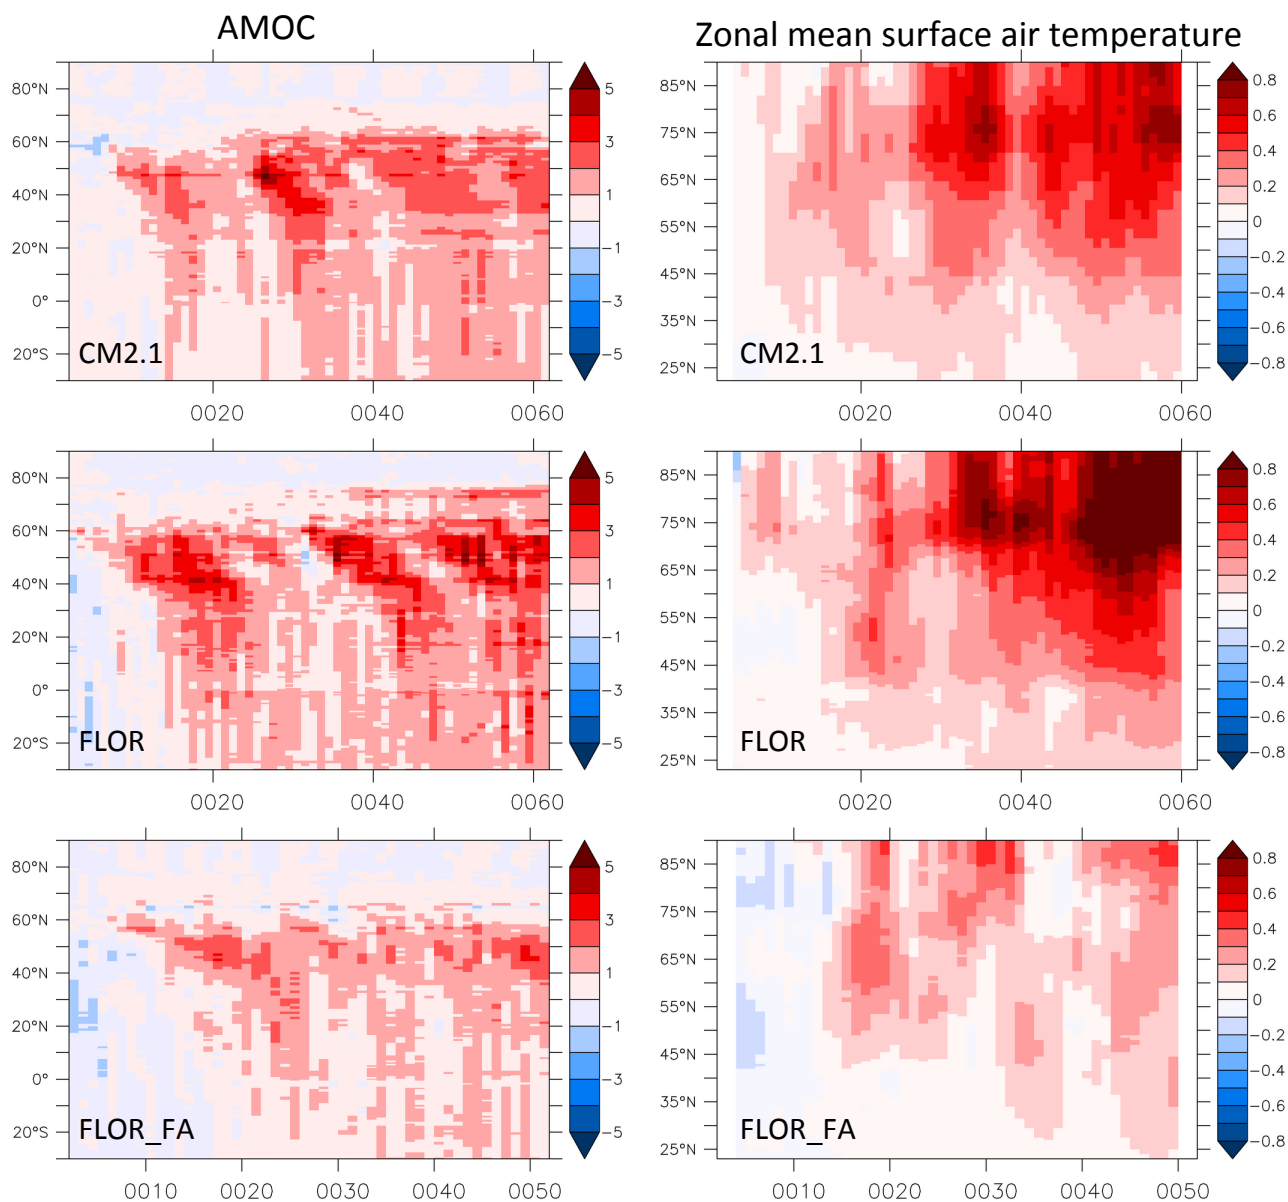 AMOC
Zonal mean surface air temperature
80°N
60°N
40°N
20°N
0°
20°S
CM2.1
0020 0040 0060
5
3
1
−1
−3
−5
85°N
75°N
65°N
55°N
45°N
35°N
25°N
CM2.1
0020 0040 0060
0.8
0.6
0.4
0.2
0
−0.2
−0.4
−0.6
−0.8
80°N
60°N
40°N
20°N
0°
20°S
FLOR
0020 0040 0060
5
3
1
−1
−3
−5
85°N
75°N
65°N
55°N
45°N
35°N
25°N
FLOR
0020 0040 0060
0.8
0.6
0.4
0.2
0
−0.2
−0.4
−0.6
−0.8
80°N
60°N
40°N
20°N
0°
20°S
FLOR_FA
0010 0020 0030 0040 0050
5
3
1
−1
−3
−5
85°N
75°N
65°N
55°N
45°N
35°N
25°N
FLOR_FA
0010 0020 0030 0040 0050
0.8
0.6
0.4
0.2
0
−0.2
−0.4
−0.6
−0.8